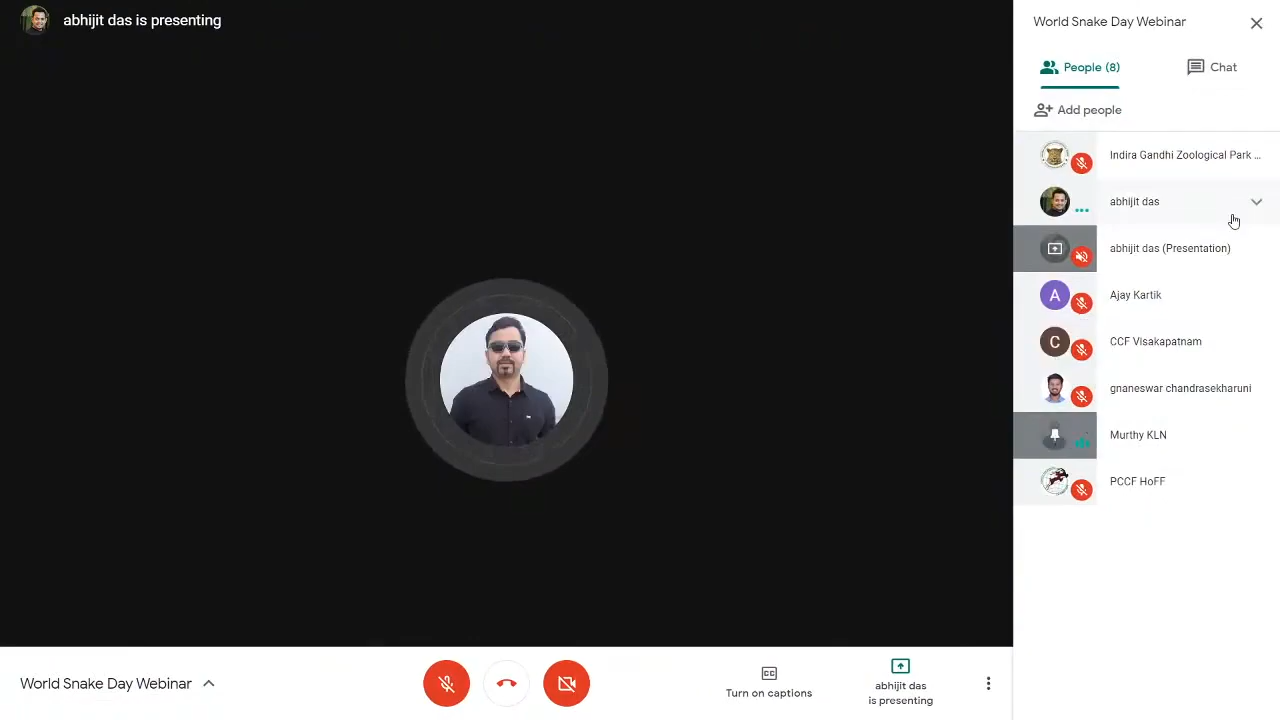 abhijit das is presenting
World Snake Day Webinar
People (8)
Chat
Add people
Indira Gandhi Zoological Park ...
abhijit das
abhijit das (Presentation)
A
Ajay Kartik
C
CCF Visakapatnam
gnaneswar chandrasekharuni
Murthy KLN
PCCF HoFF
World Snake Day Webinar
CC
Turn on captions
abhijit das
is presenting